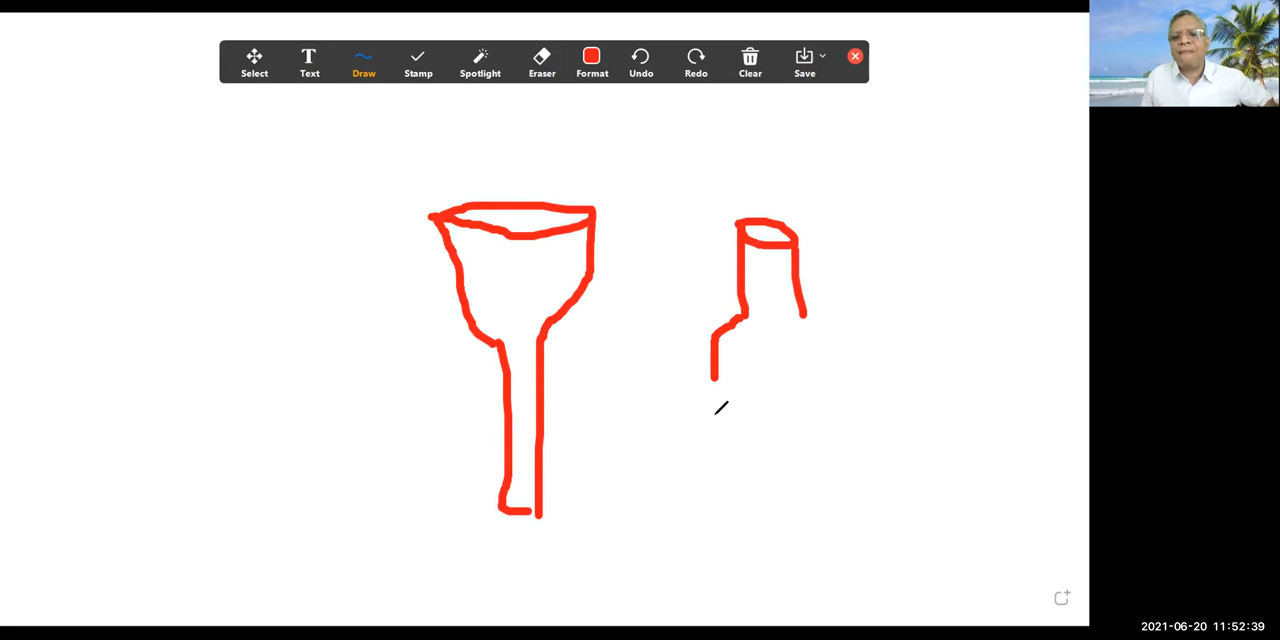 Select Text Draw Stamp Spotlight Eraser Format Undo Redo Clear Save
2021-06-20 11:52:39